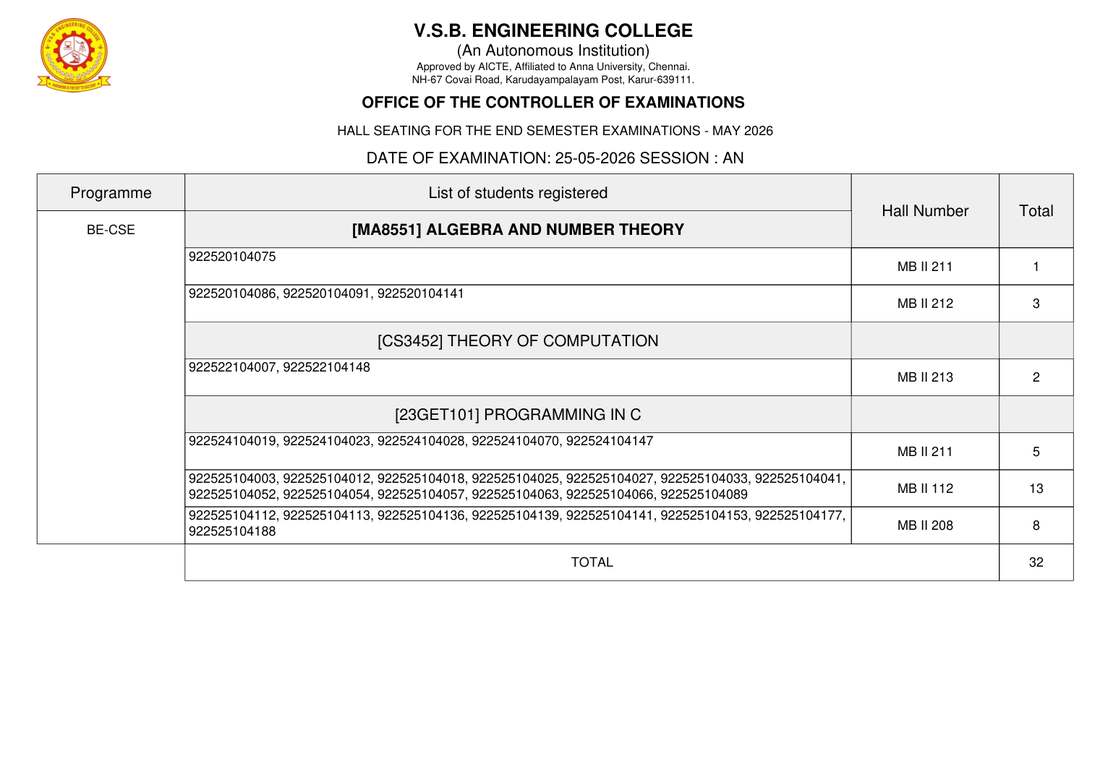 V.S.B. ENGINEERING COLLEGE
(An Autonomous Institution)
Approved by AICTE, Affiliated to Anna University, Chennai.
NH-67 Covai Road, Karudayampalayam Post, Karur-639111.
OFFICE OF THE CONTROLLER OF EXAMINATIONS
HALL SEATING FOR THE END SEMESTER EXAMINATIONS - MAY 2026
DATE OF EXAMINATION: 25-05-2026 SESSION : AN
Programme List of students registered Hall Number Total
BE-CSE [MA8551] ALGEBRA AND NUMBER THEORY
922520104075 MB II 211 1
922520104086, 922520104091, 922520104141 MB II 212 3
[CS3452] THEORY OF COMPUTATION
922522104007, 922522104148 MB II 213 2
[23GET101] PROGRAMMING IN C
922524104019, 922524104023, 922524104028, 922524104070, 922524104147 MB II 211 5
922525104003, 922525104012, 922525104018, 922525104025, 922525104027, 922525104033, 922525104041,
922525104052, 922525104054, 922525104057, 922525104063, 922525104066, 922525104089 MB II 112 13
922525104112, 922525104113, 922525104136, 922525104139, 922525104141, 922525104153, 922525104177,
922525104188 MB II 208 8
TOTAL 32